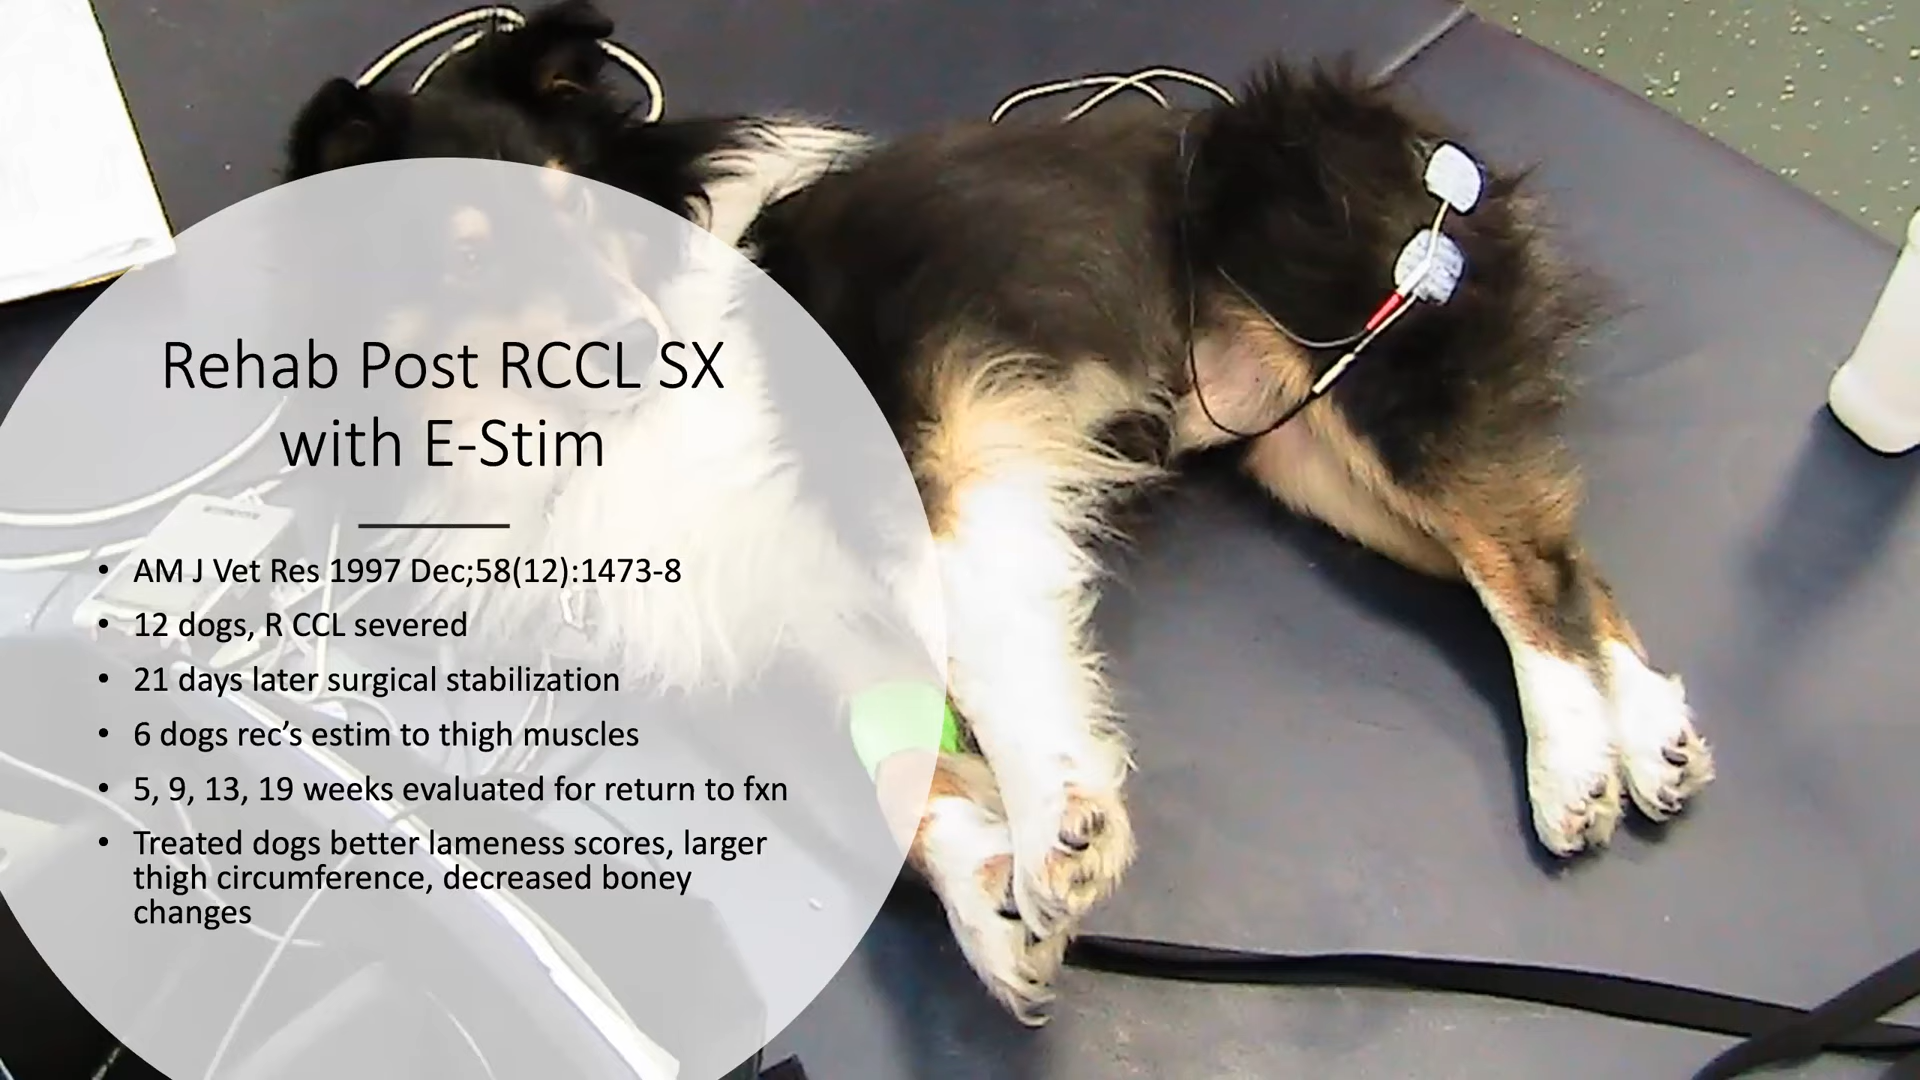 Rehab Post RCCL SX
with E-Stim
• AM J Vet Res 1997 Dec;58(12):1473-8
• 12 dogs, R CCL severed
• 21 days later surgical stabilization
• 6 dogs rec’s estim to thigh muscles
• 5, 9, 13, 19 weeks evaluated for return to fxn
• Treated dogs better lameness scores, larger
thigh circumference, decreased boney
changes